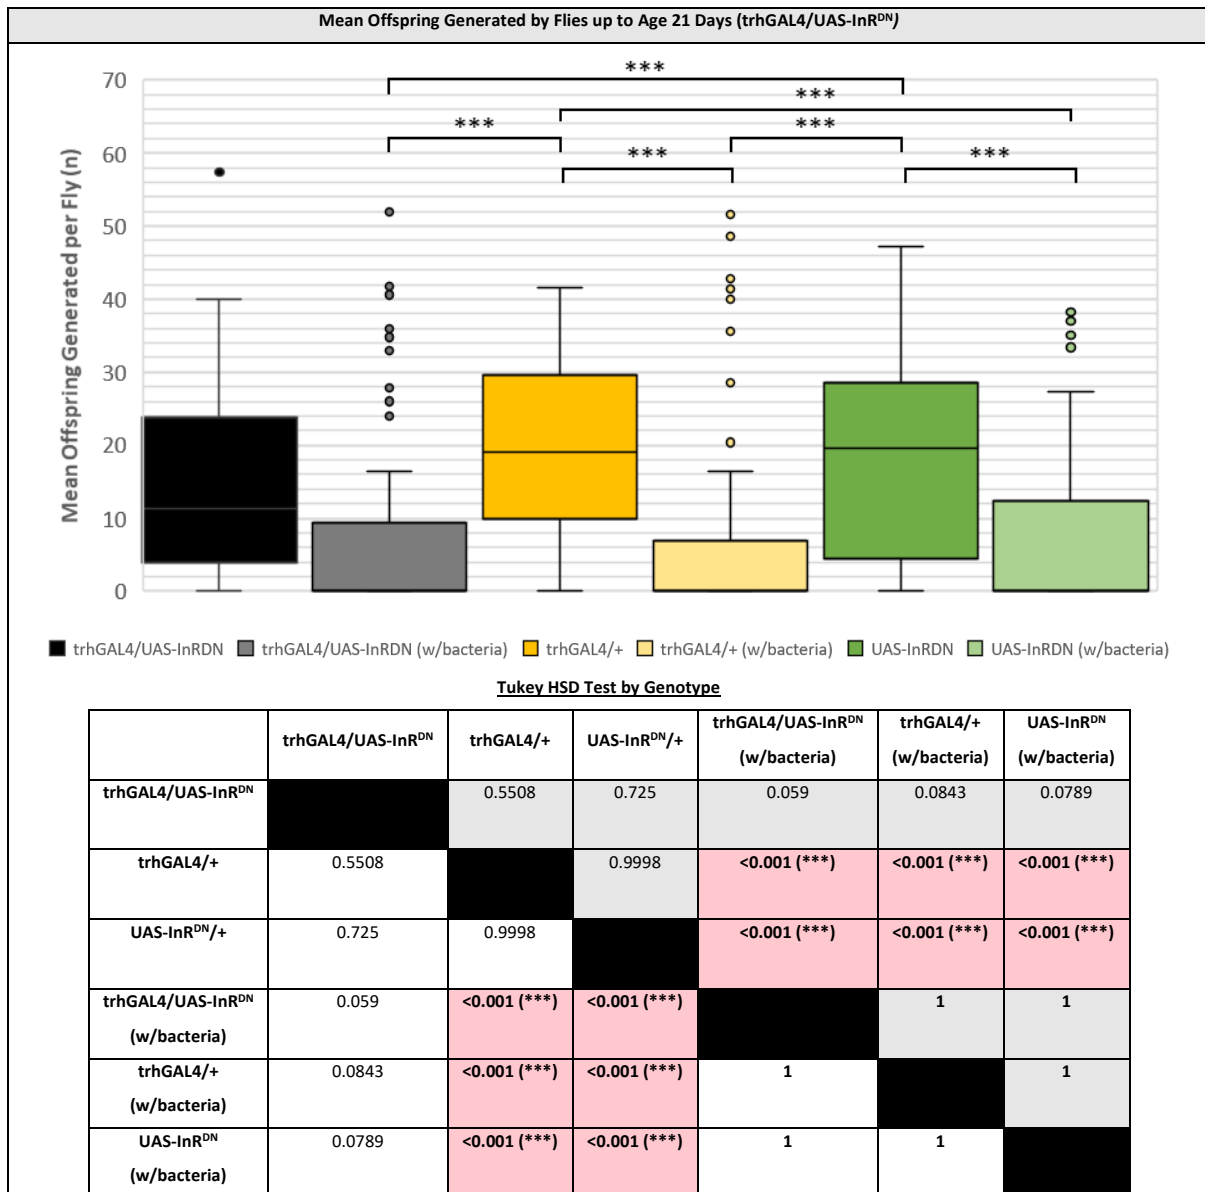 Mean Offspring Generated by Flies up to Age 21 Days (trhGAL4/UAS-InRᴰᴺ)
***
70
***
*** ***
60 *** ***
50
40
30
20
10
0
Mean Offspring Generated per Fly (n)
trhGAL4/UAS-InRDN trhGAL4/UAS-InRDN (w/bacteria) trhGAL4/+ trhGAL4/+ (w/bacteria) UAS-InRDN UAS-InRDN (w/bacteria)
Tukey HSD Test by Genotype
trhGAL4/UAS-InRᴰᴺ trhGAL4/+ UAS-InRᴰᴺ/+ trhGAL4/UAS-InRᴰᴺ (w/bacteria) trhGAL4/+ (w/bacteria) UAS-InRᴰᴺ (w/bacteria)
trhGAL4/UAS-InRᴰᴺ 0.5508 0.725 0.059 0.0843 0.0789
trhGAL4/+ 0.5508 0.9998 <0.001 (***) <0.001 (***) <0.001 (***)
UAS-InRᴰᴺ/+ 0.725 0.9998 <0.001 (***) <0.001 (***) <0.001 (***)
trhGAL4/UAS-InRᴰᴺ (w/bacteria) 0.059 <0.001 (***) <0.001 (***) 1 1
trhGAL4/+ (w/bacteria) 0.0843 <0.001 (***) <0.001 (***) 1 1
UAS-InRᴰᴺ (w/bacteria) 0.0789 <0.001 (***) <0.001 (***) 1 1